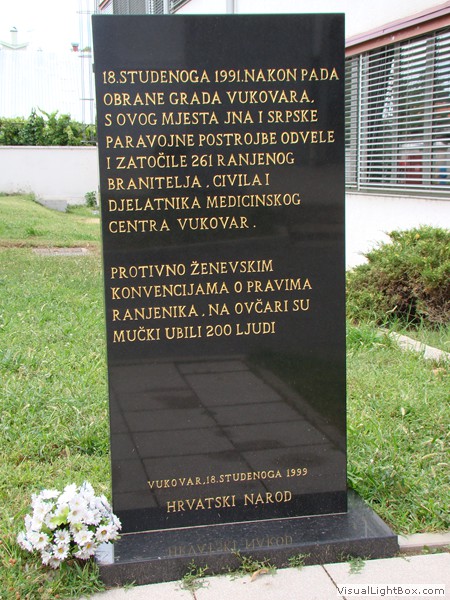 18.STUDENOGA 1991.NAKON PADA
OBRANE GRADA VUKOVARA,
S OVOG MJESTA JNA I SRPSKE
PARAVOJNE POSTROJBE ODVELE
I ZATOČILE 261 RANJENOG
BRANITELJA , CIVILA I
DJELATNIKA MEDICINSKOG
CENTRA VUKOVAR .
PROTIVNO ŽENEVSKIM
KONVENCIJAMA O PRAVIMA
RANJENIKA , NA OVČARI SU
MUČKI UBILI 200 LJUDI
VUKOVAR,18.STUDENOGA 1999
HRVATSKI NAROD
VisualLightBox.com